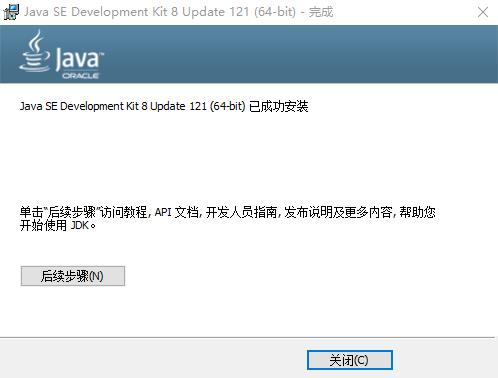 Java SE Development Kit 8 Update 121 (64-bit) - 完成
Java™
ORACLE
Java SE Development Kit 8 Update 121 (64-bit) 已成功安装
单击“后续步骤”访问教程, API 文档, 开发人员指南, 发布说明及更多内容, 帮助您
开始使用 JDK。
后续步骤(N)
关闭(C)